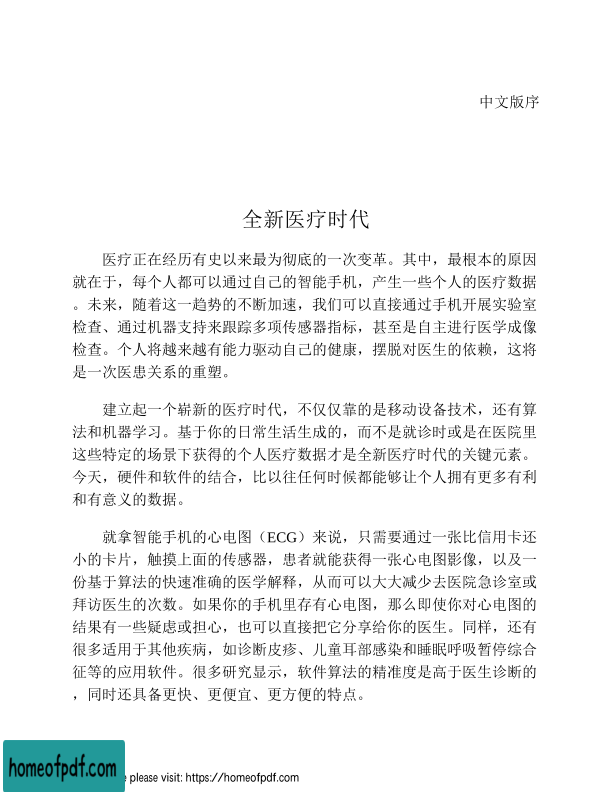 中文版序
全新医疗时代
医疗正在经历有史以来最为彻底的一次变革。其中，最根本的原因
就在于，每个人都可以通过自己的智能手机，产生一些个人的医疗数据
。未来，随着这一趋势的不断加速，我们可以直接通过手机开展实验室
检查、通过机器支持来跟踪多项传感器指标，甚至是自主进行医学成像
检查。个人将越来越有能力驱动自己的健康，摆脱对医生的依赖，这将
是一次医患关系的重塑。
建立起一个崭新的医疗时代，不仅仅靠的是移动设备技术，还有算
法和机器学习。基于你的日常生活生成的，而不是就诊时或是在医院里
这些特定的场景下获得的个人医疗数据才是全新医疗时代的关键元素。
今天，硬件和软件的结合，比以往任何时候都能够让个人拥有更多有利
和有意义的数据。
就拿智能手机的心电图（ECG）来说，只需要通过一张比信用卡还
小的卡片，触摸上面的传感器，患者就能获得一张心电图影像，以及一
份基于算法的快速准确的医学解释，从而可以大大减少去医院急诊室或
拜访医生的次数。如果你的手机里存有心电图，那么即使你对心电图的
结果有一些疑虑或担心，也可以直接把它分享给你的医生。同样，还有
很多适用于其他疾病，如诊断皮疹、儿童耳部感染和睡眠呼吸暂停综合
征等的应用软件。很多研究显示，软件算法的精准度是高于医生诊断的
，同时还具备更快、更便宜、更方便的特点。
homeofpdf.com
e please visit: https://homeofpdf.com